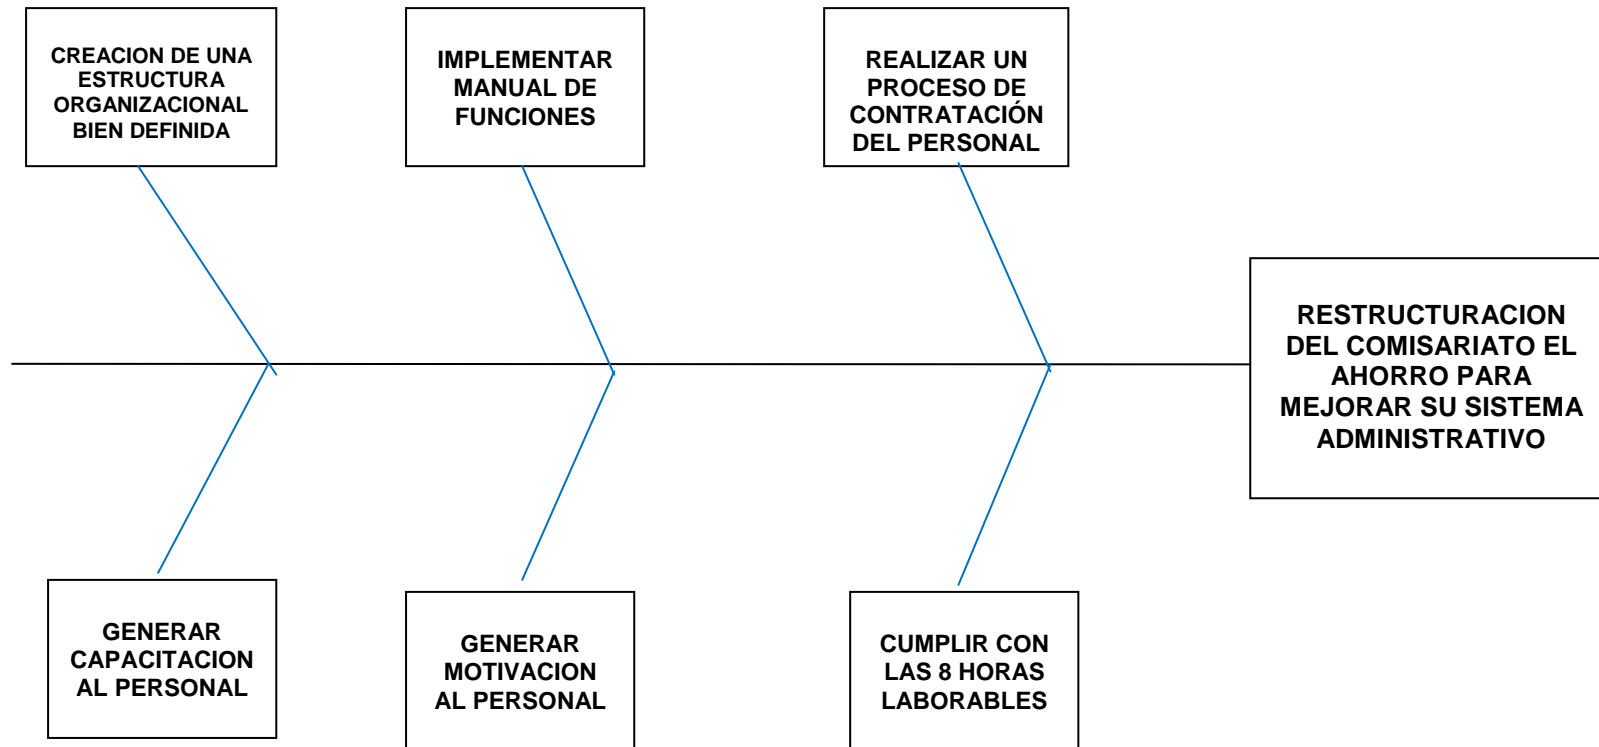 CREACION DE UNA
ESTRUCTURA
ORGANIZACIONAL
BIEN DEFINIDA
IMPLEMENTAR
MANUAL DE
FUNCIONES
REALIZAR UN
PROCESO DE
CONTRATACIÓN
DEL PERSONAL
RESTRUCTURACION
DEL COMISARIATO EL
AHORRO PARA
MEJORAR SU SISTEMA
ADMINISTRATIVO
GENERAR
CAPACITACION
AL PERSONAL
GENERAR
MOTIVACION
AL PERSONAL
CUMPLIR CON
LAS 8 HORAS
LABORABLES